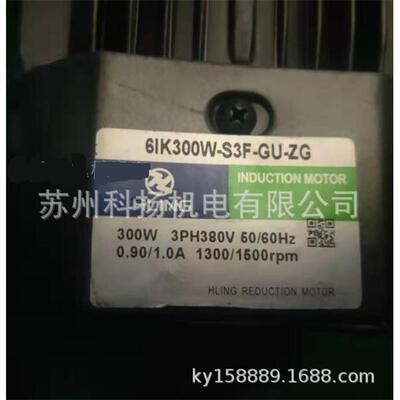 6IK300W-S3F-GU-ZG
HLING
INDUCTION MOTOR
苏州科扬机电有限公司
300W 3PH380V 50/60Hz
0.90/1.0A 1300/1500rpm
HLING REDUCTION MOTOR
ky158889.1688.com